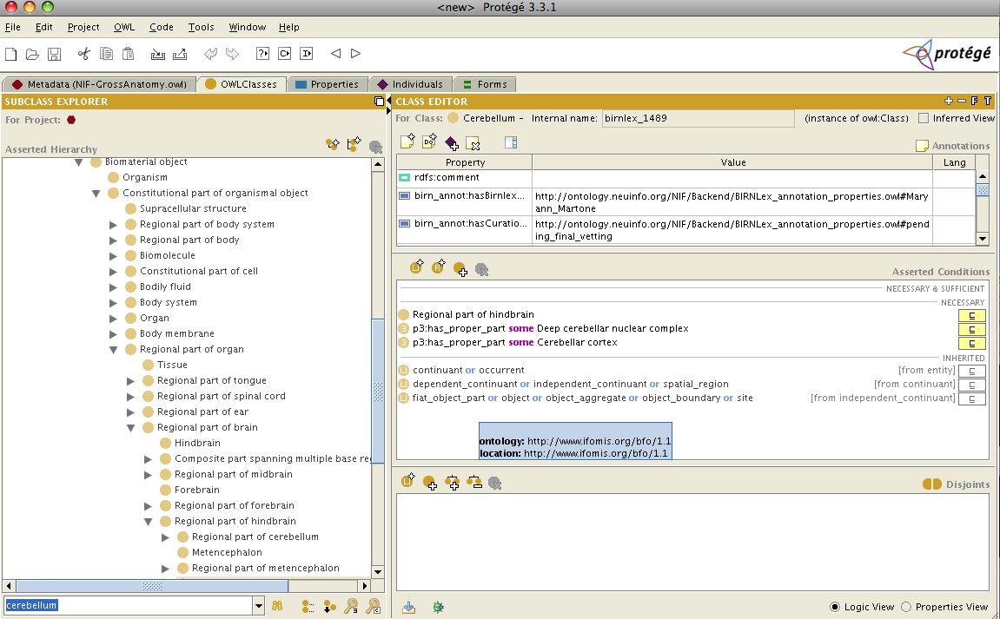 <new> Protégé 3.3.1
File Edit Project OWL Code Tools Window Help
protégé
Metadata (NIF-GrossAnatomy.owl) OWLClasses Properties Individuals Forms
SUBCLASS EXPLORER
For Project:
Asserted Hierarchy
Biomaterial object
Organism
Constitutional part of organismal object
Supracellular structure
Regional part of body system
Regional part of body
Biomolecule
Constitutional part of cell
Bodily fluid
Body system
Organ
Body membrane
Regional part of organ
Tissue
Regional part of tongue
Regional part of spinal cord
Regional part of ear
Regional part of brain
Hindbrain
Composite part spanning multiple base re
Regional part of midbrain
Forebrain
Regional part of forebrain
Regional part of hindbrain
Regional part of cerebellum
Metencephalon
Regional part of metencephalon
cerebellum
CLASS EDITOR
F T
For Class: Cerebellum – Internal name: birnlex_1489 (instance of owl:Class) Inferred View
Annotations
Property Value Lang
rdfs:comment
birn_annot:hasBirnlex... http://ontology.neuinfo.org/NIF/Backend/BIRNLex_annotation_properties.owl#Mar
yann_Martone
birn_annot:hasCuratio... http://ontology.neuinfo.org/NIF/Backend/BIRNLex_annotation_properties.owl#pend
ing_final_vetting
Asserted Conditions
NECESSARY & SUFFICIENT
NECESSARY
Regional part of hindbrain ⊑
p3:has_proper_part some Deep cerebellar nuclear complex ⊑
p3:has_proper_part some Cerebellar cortex ⊑
INHERITED
continuant or occurrent [from entity] ⊑
dependent_continuant or independent_continuant or spatial_region [from continuant] ⊑
fiat_object_part or object or object_aggregate or object_boundary or site [from independent_continuant] ⊑
ontology: http://www.ifomis.org/bfo/1.1
location: http://www.ifomis.org/bfo/1.1
Disjoints
Logic View Properties View